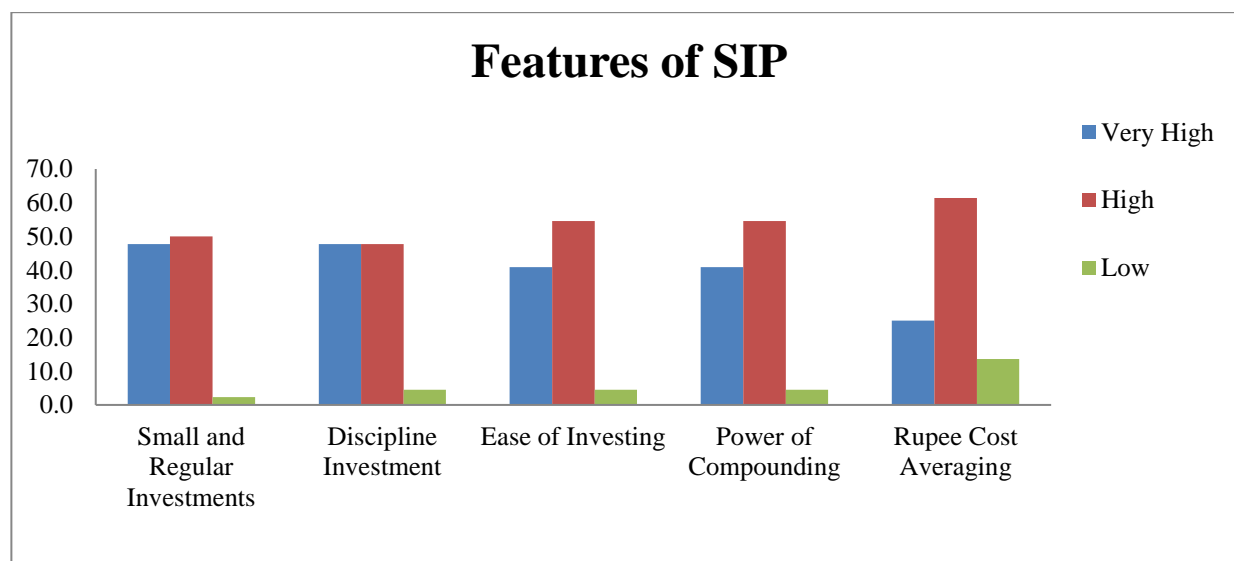 Features of SIP
Very High
High
Low
70.0
60.0
50.0
40.0
30.0
20.0
10.0
0.0
Small and
Regular
Investments
Discipline
Investment
Ease of Investing
Power of
Compounding
Rupee Cost
Averaging